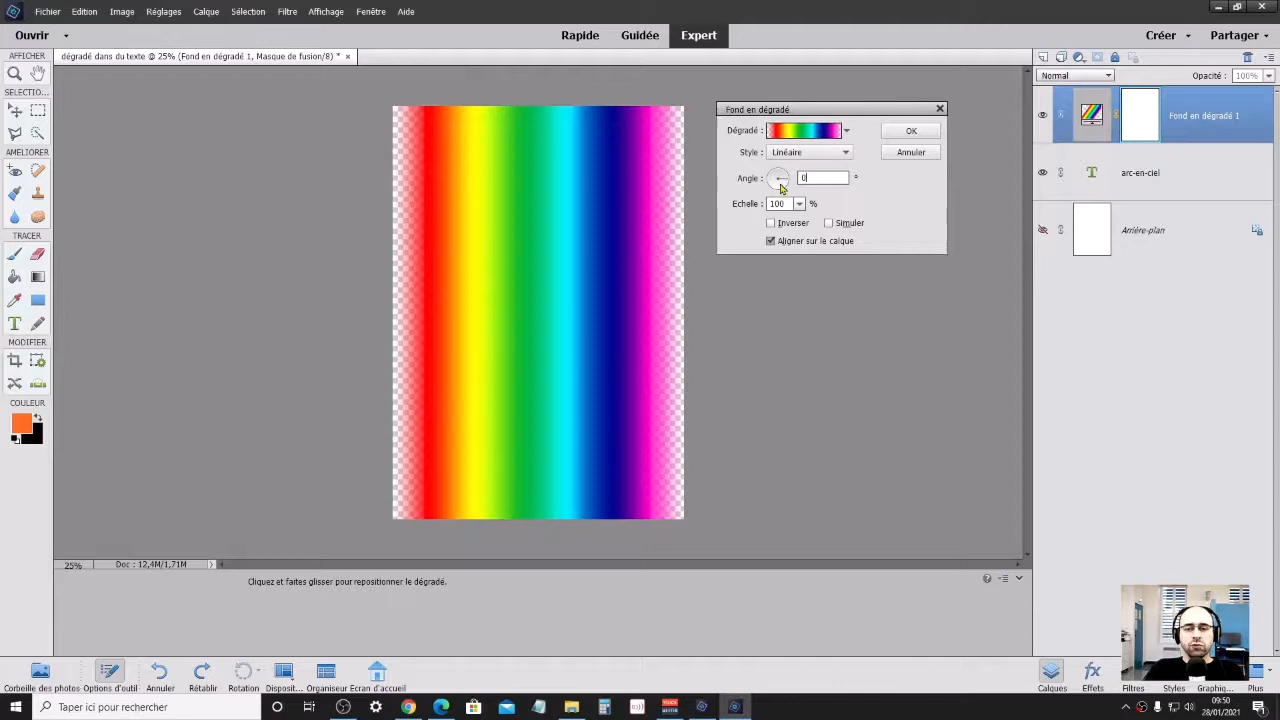 Fichier Edition Image Réglages Calque Sélection Filtre Affichage Fenêtre Aide
Ouvrir Rapide Guidée Expert Créer Partager
AFFICHER
dégradé dans du texte @ 25% (Fond en dégradé 1, Masque de fusion/8) * ×
Normal Opacité : 100%
SELECTIO...
Fond en dégradé
Fond en dégradé 1
Dégradé : OK
Style : Linéaire Annuler
AMELIORER
arc-en-ciel
Angle : 0 °
Echelle : 100 %
Inverser Simuler
TRACER
Arrière-plan
Aligner sur le calque
MODIFIER
COULEUR
25% Doc : 12,4M/1,71M
Cliquez et faites glisser pour repositionner le dégradé.
Corbeille des photos Options d'outil Annuler Rétablir Rotation Disposit... Organiseur Ecran d'accueil Calques Effets Filtres Styles Graphiq... Plus
Taper ici pour rechercher
09:50
28/01/2021